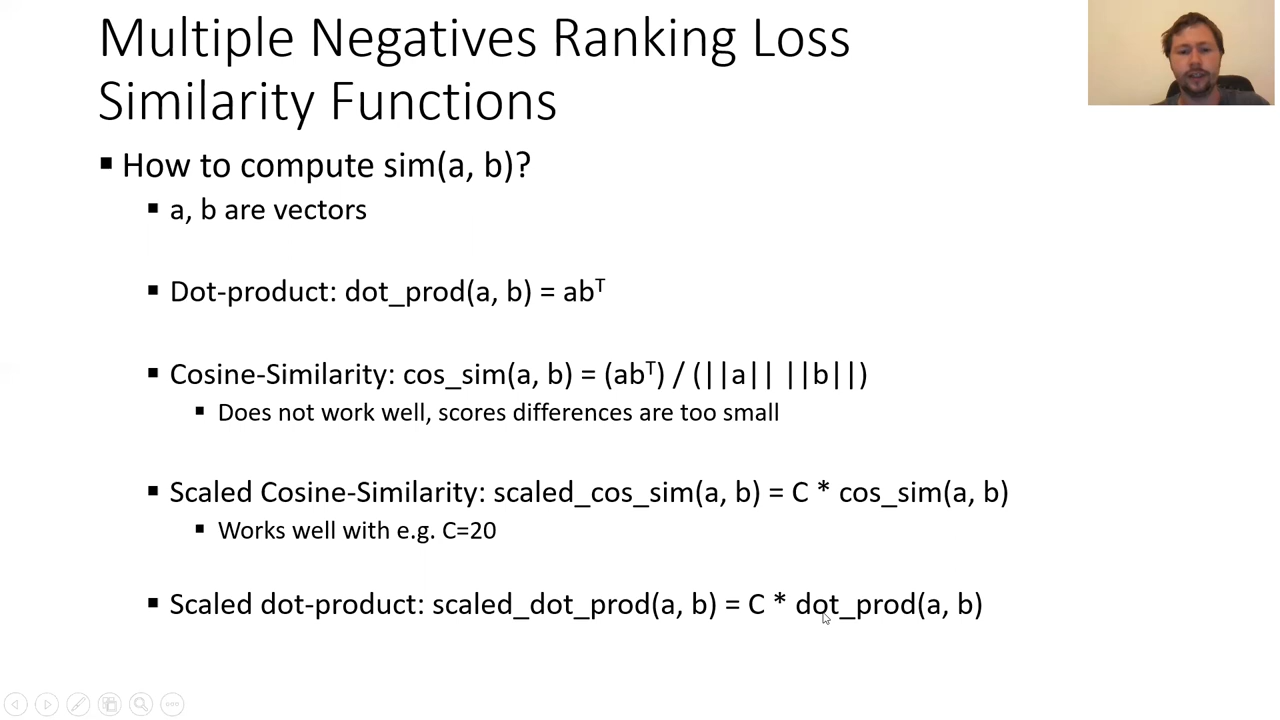 Multiple Negatives Ranking Loss
Similarity Functions
▪ How to compute sim(a, b)?
▪ a, b are vectors
▪ Dot-product: dot_prod(a, b) = abᵀ
▪ Cosine-Similarity: cos_sim(a, b) = (abᵀ) / (||a|| ||b||)
▪ Does not work well, scores differences are too small
▪ Scaled Cosine-Similarity: scaled_cos_sim(a, b) = C * cos_sim(a, b)
▪ Works well with e.g. C=20
▪ Scaled dot-product: scaled_dot_prod(a, b) = C * dot_prod(a, b)